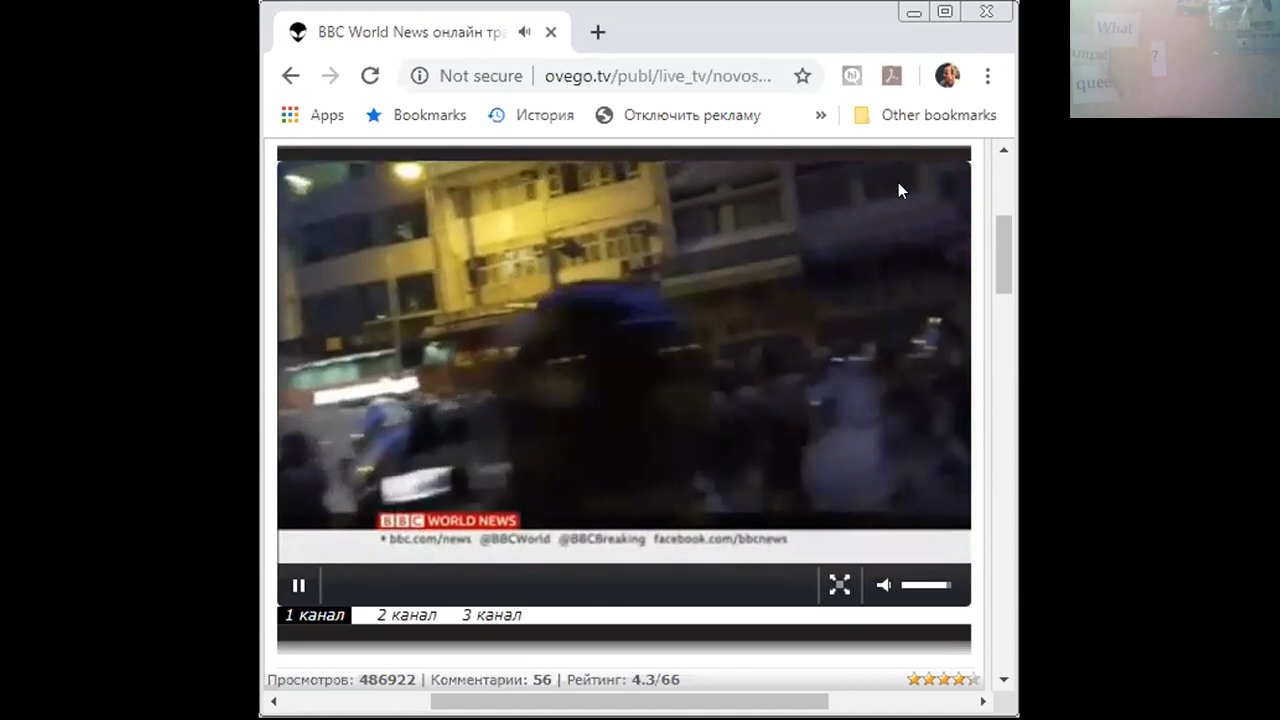 BBC World News онлайн тра
Not secure | ovego.tv/publ/live_tv/novos...
Apps Bookmarks История Отключить рекламу » Other bookmarks
BBC WORLD NEWS
• bbc.com/news @BBCWorld @BBCBreaking facebook.com/bbcnews
1 канал 2 канал 3 канал
Просмотров: 486922 | Комментарии: 56 | Рейтинг: 4.3/66
What
?